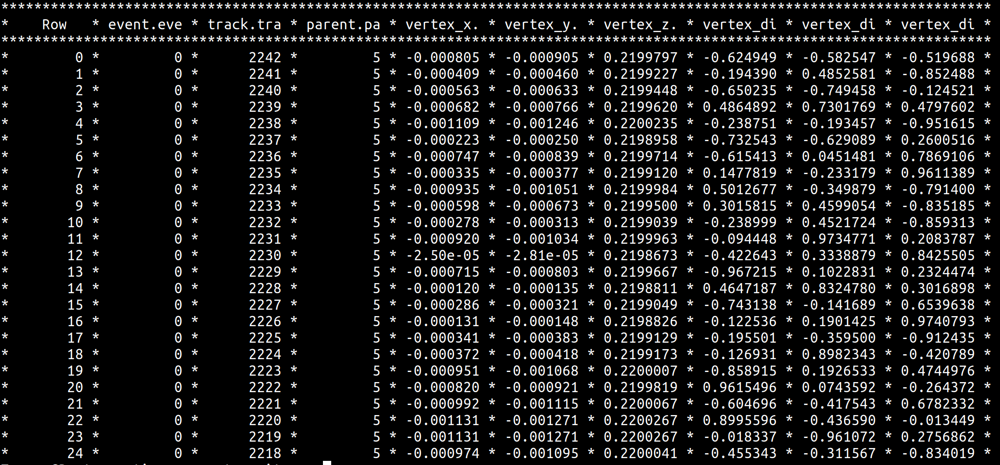 ************************************************************************************************************************
*    Row   * event.eve * track.tra * parent.pa * vertex_x. * vertex_y. * vertex_z. * vertex_di * vertex_di * vertex_di *
************************************************************************************************************************
*        0 *         0 *      2242 *         5 * -0.000805 * -0.000905 * 0.2199797 * -0.624949 * -0.582547 * -0.519688 *
*        1 *         0 *      2241 *         5 * -0.000409 * -0.000460 * 0.2199227 * -0.194390 * 0.4852581 * -0.852488 *
*        2 *         0 *      2240 *         5 * -0.000563 * -0.000633 * 0.2199448 * -0.650235 * -0.749458 * -0.124521 *
*        3 *         0 *      2239 *         5 * -0.000682 * -0.000766 * 0.2199620 * 0.4864892 * 0.7301769 * 0.4797602 *
*        4 *         0 *      2238 *         5 * -0.001109 * -0.001246 * 0.2200235 * -0.238751 * -0.193457 * -0.951615 *
*        5 *         0 *      2237 *         5 * -0.000223 * -0.000250 * 0.2198958 * -0.732543 * -0.629089 * 0.2600516 *
*        6 *         0 *      2236 *         5 * -0.000747 * -0.000839 * 0.2199714 * -0.615413 * 0.0451481 * 0.7869106 *
*        7 *         0 *      2235 *         5 * -0.000335 * -0.000377 * 0.2199120 * 0.1477819 * -0.233179 * 0.9611389 *
*        8 *         0 *      2234 *         5 * -0.000935 * -0.001051 * 0.2199984 * 0.5012677 * -0.349879 * -0.791400 *
*        9 *         0 *      2233 *         5 * -0.000598 * -0.000673 * 0.2199500 * 0.3015815 * 0.4599054 * -0.835185 *
*       10 *         0 *      2232 *         5 * -0.000278 * -0.000313 * 0.2199039 * -0.238999 * 0.4521724 * -0.859313 *
*       11 *         0 *      2231 *         5 * -0.000920 * -0.001034 * 0.2199963 * -0.094448 * 0.9734771 * 0.2083787 *
*       12 *         0 *      2230 *         5 * -2.50e-05 * -2.81e-05 * 0.2198673 * -0.422643 * 0.3338879 * 0.8425505 *
*       13 *         0 *      2229 *         5 * -0.000715 * -0.000803 * 0.2199667 * -0.967215 * 0.1022831 * 0.2324474 *
*       14 *         0 *      2228 *         5 * -0.000120 * -0.000135 * 0.2198811 * 0.4647187 * 0.8324780 * 0.3016898 *
*       15 *         0 *      2227 *         5 * -0.000286 * -0.000321 * 0.2199049 * -0.743138 * -0.141689 * 0.6539638 *
*       16 *         0 *      2226 *         5 * -0.000131 * -0.000148 * 0.2198826 * -0.122536 * 0.1901425 * 0.9740793 *
*       17 *         0 *      2225 *         5 * -0.000341 * -0.000383 * 0.2199129 * -0.195501 * -0.359500 * -0.912435 *
*       18 *         0 *      2224 *         5 * -0.000372 * -0.000418 * 0.2199173 * -0.126931 * 0.8982343 * -0.420789 *
*       19 *         0 *      2223 *         5 * -0.000951 * -0.001068 * 0.2200007 * -0.858915 * 0.1926533 * 0.4744976 *
*       20 *         0 *      2222 *         5 * -0.000820 * -0.000921 * 0.2199819 * 0.9615496 * 0.0743592 * -0.264372 *
*       21 *         0 *      2221 *         5 * -0.000992 * -0.001115 * 0.2200067 * -0.604696 * -0.417543 * 0.6782332 *
*       22 *         0 *      2220 *         5 * -0.001131 * -0.001271 * 0.2200267 * 0.8995596 * -0.436590 * -0.013449 *
*       23 *         0 *      2219 *         5 * -0.001131 * -0.001271 * 0.2200267 * -0.018337 * -0.961072 * 0.2756862 *
*       24 *         0 *      2218 *         5 * -0.000974 * -0.001095 * 0.2200041 * -0.455343 * -0.311567 * -0.834019 *